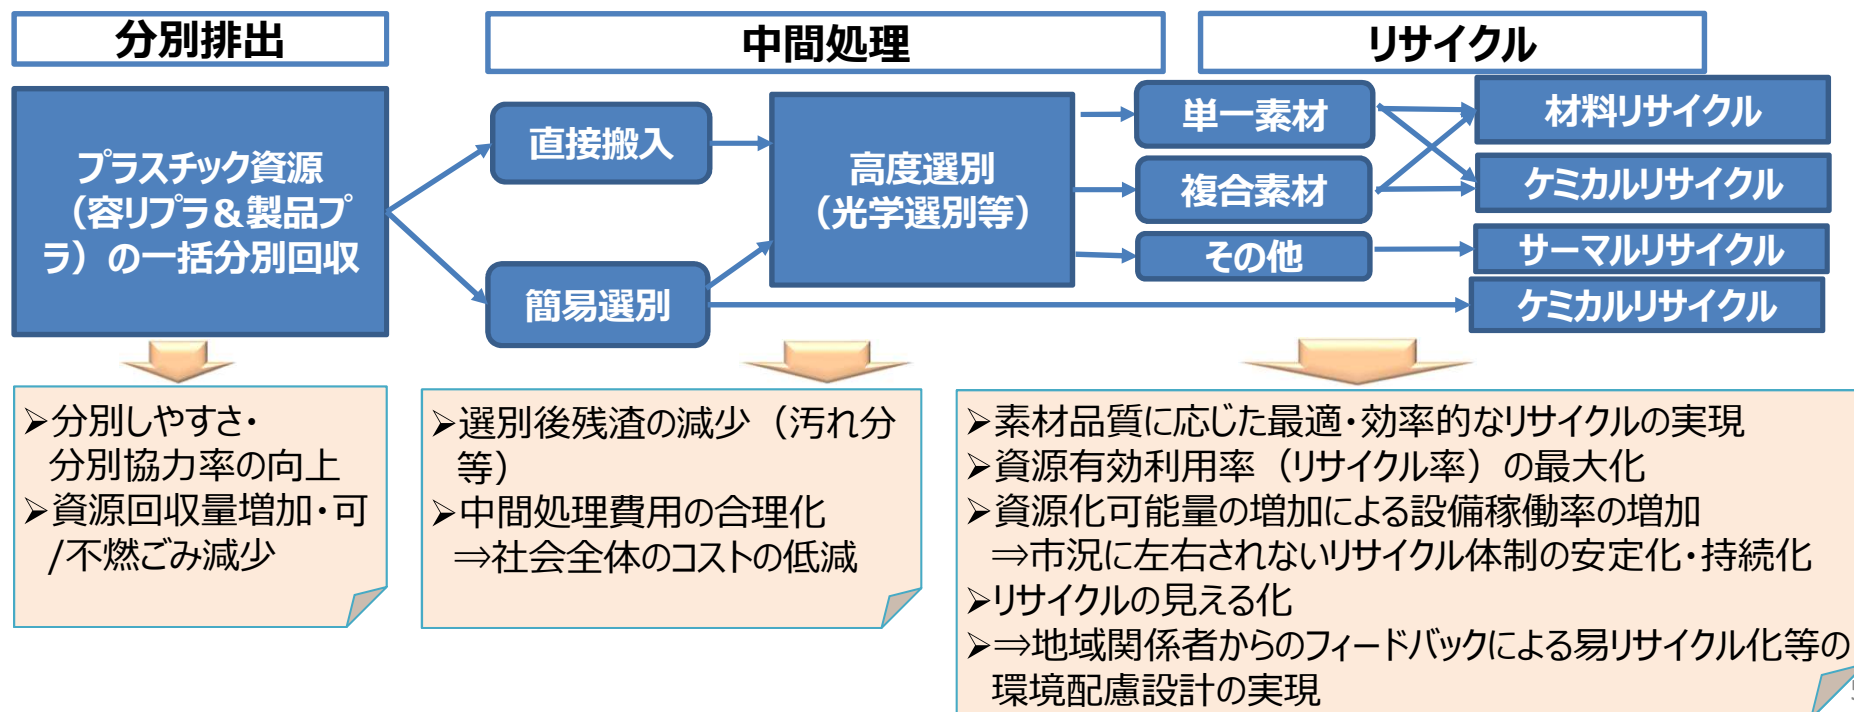 分別排出
中間処理
リサイクル
プラスチック資源
（容リプラ＆製品プ
ラ）の一括分別回収
直接搬入
簡易選別
高度選別
（光学選別等）
単一素材
複合素材
その他
材料リサイクル
ケミカルリサイクル
サーマルリサイクル
ケミカルリサイクル
➢分別しやすさ・
分別協力率の向上
➢資源回収量増加・可
/不燃ごみ減少
➢選別後残渣の減少（汚れ分
等）
➢中間処理費用の合理化
⇒社会全体のコストの低減
➢素材品質に応じた最適・効率的なリサイクルの実現
➢資源有効利用率（リサイクル率）の最大化
➢資源化可能量の増加による設備稼働率の増加
⇒市況に左右されないリサイクル体制の安定化・持続化
➢リサイクルの見える化
➢⇒地域関係者からのフィードバックによる易リサイクル化等の
環境配慮設計の実現